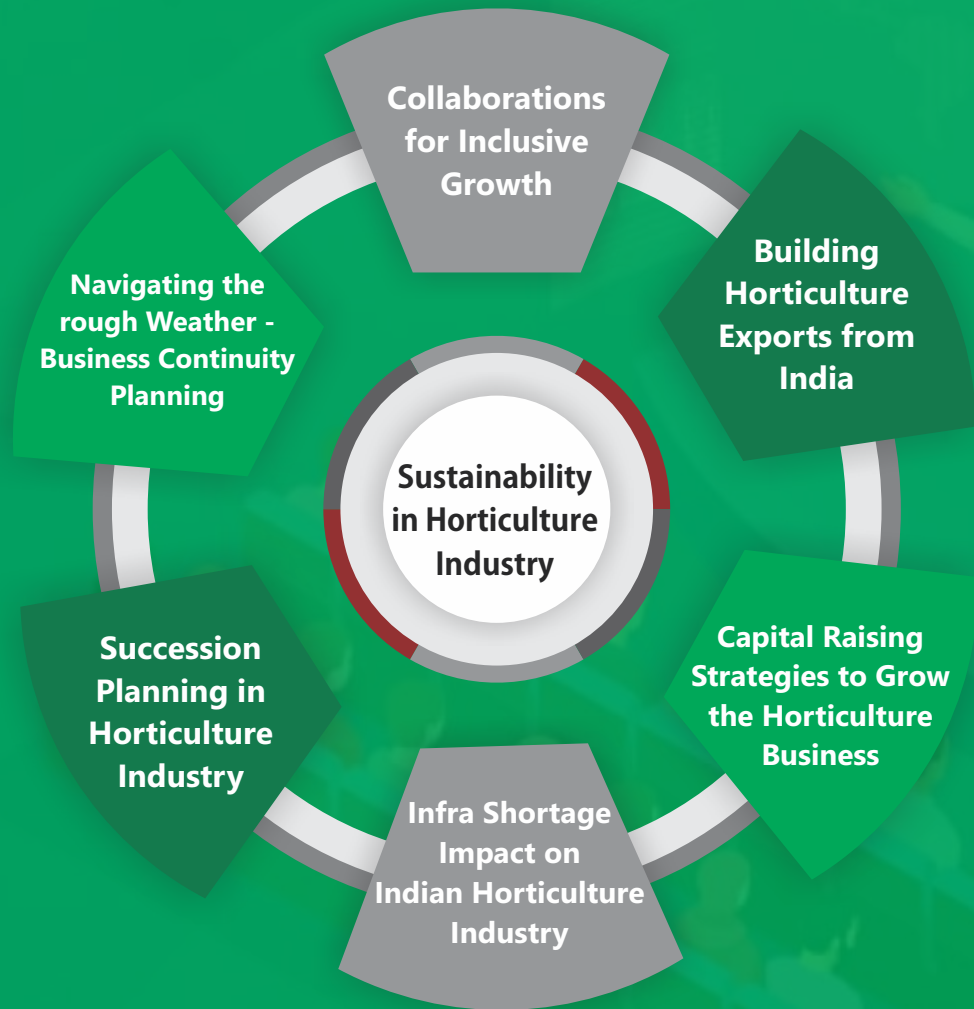 Collaborations
for Inclusive
Growth
Building
Horticulture
Exports from
India
Capital Raising
Strategies to Grow
the Horticulture
Business
Infra Shortage
Impact on
Indian Horticulture
Industry
Succession
Planning in
Horticulture
Industry
Navigating the
rough Weather -
Business Continuity
Planning
Sustainability
in Horticulture
Industry